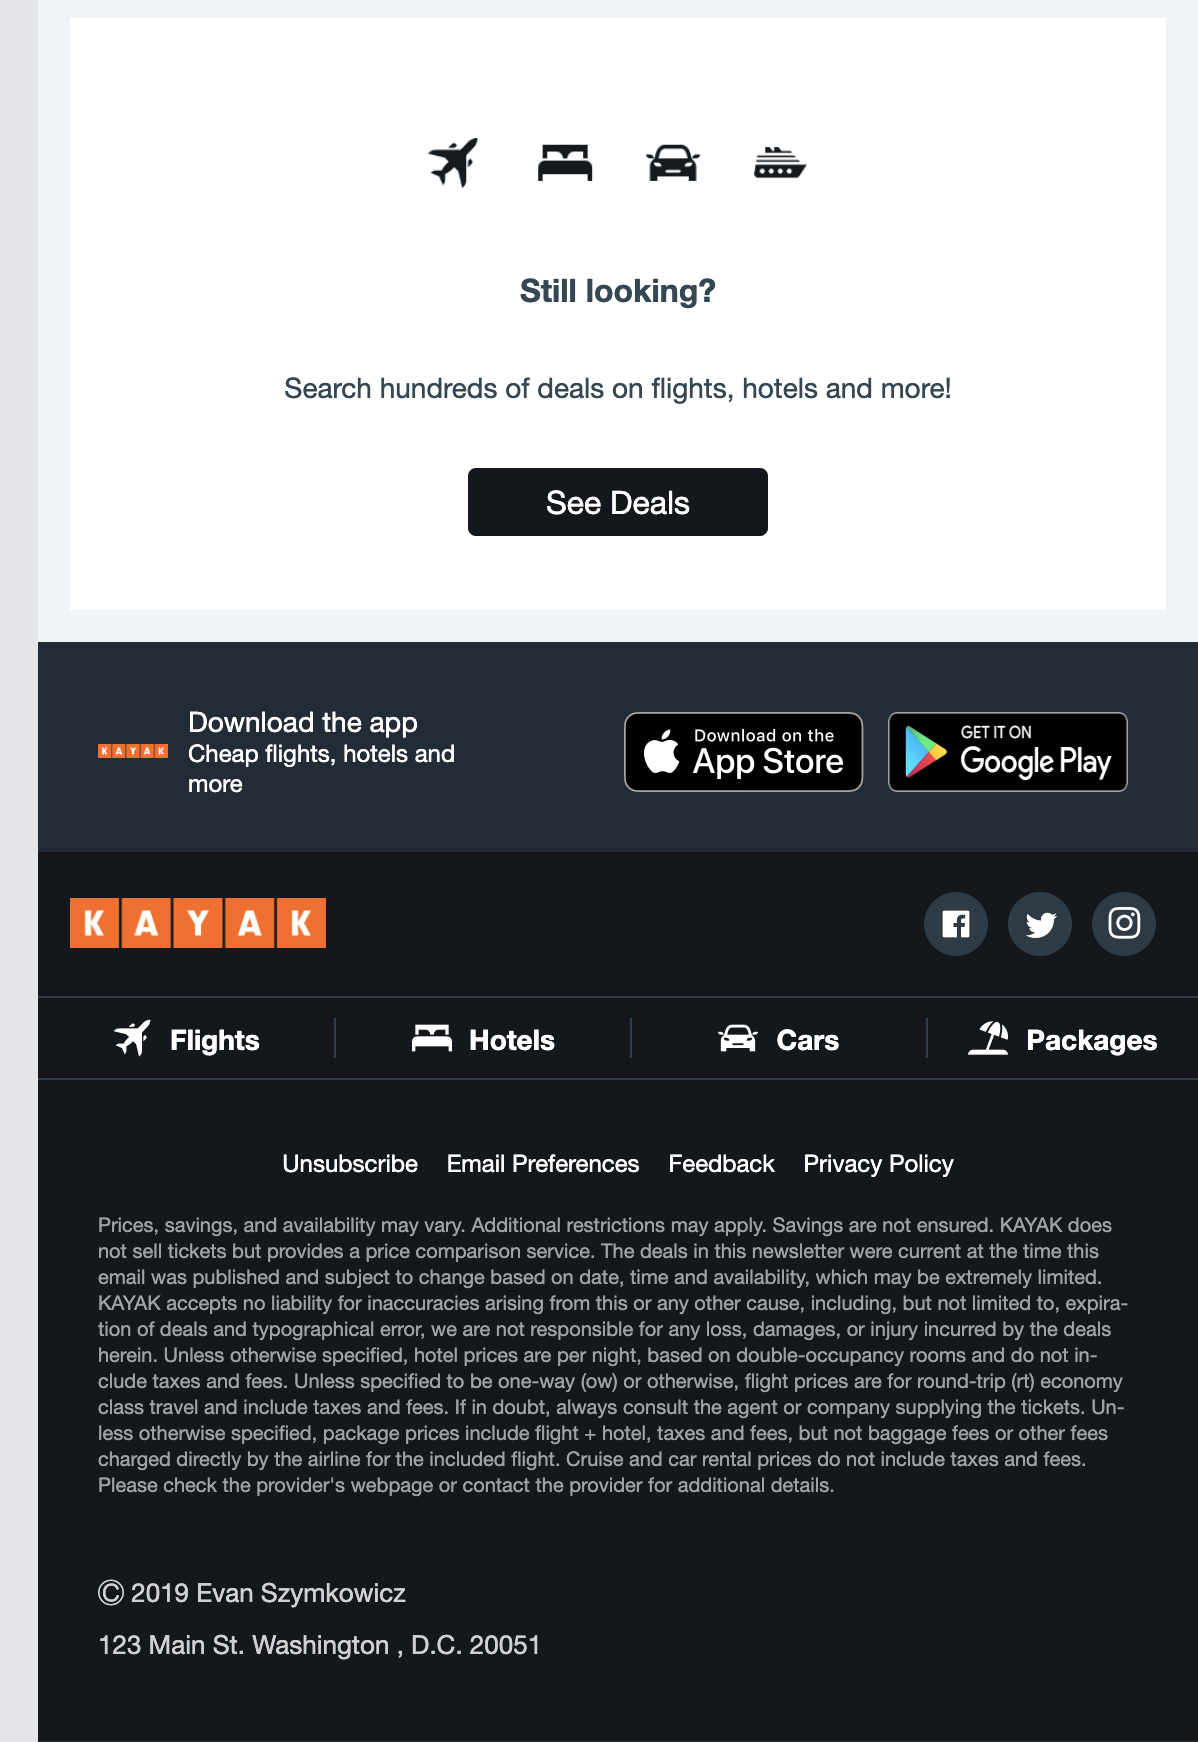 Still looking?
Search hundreds of deals on flights, hotels and more!
See Deals
KAYAK
Download the app
Cheap flights, hotels and
more
Download on the
App Store
GET IT ON
Google Play
KAYAK
Flights
Hotels
Cars
Packages
Unsubscribe Email Preferences Feedback Privacy Policy
Prices, savings, and availability may vary. Additional restrictions may apply. Savings are not ensured. KAYAK does
not sell tickets but provides a price comparison service. The deals in this newsletter were current at the time this
email was published and subject to change based on date, time and availability, which may be extremely limited.
KAYAK accepts no liability for inaccuracies arising from this or any other cause, including, but not limited to, expira-
tion of deals and typographical error, we are not responsible for any loss, damages, or injury incurred by the deals
herein. Unless otherwise specified, hotel prices are per night, based on double-occupancy rooms and do not in-
clude taxes and fees. Unless specified to be one-way (ow) or otherwise, flight prices are for round-trip (rt) economy
class travel and include taxes and fees. If in doubt, always consult the agent or company supplying the tickets. Un-
less otherwise specified, package prices include flight + hotel, taxes and fees, but not baggage fees or other fees
charged directly by the airline for the included flight. Cruise and car rental prices do not include taxes and fees.
Please check the provider's webpage or contact the provider for additional details.
© 2019 Evan Szymkowicz
123 Main St. Washington , D.C. 20051